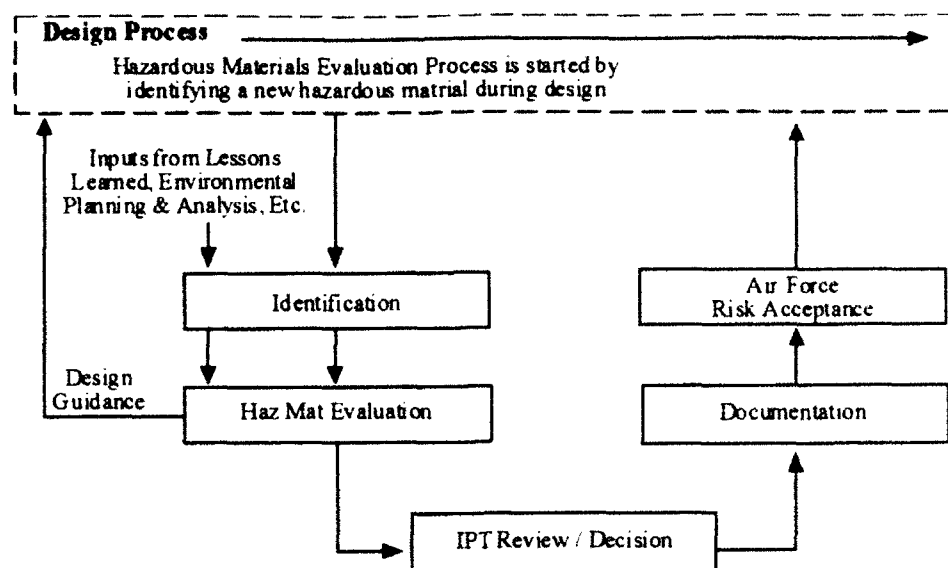 Design Process
Hazardous Materials Evaluation Process is started by
identifying a new hazardous matrial during design
Inputs from Lessons
Learned, Environmental
Planning & Analysis, Etc.
Identification
Air Force
Risk Acceptance
Design
Guidance
Haz Mat Evaluation
Documentation
IPT Review / Decision